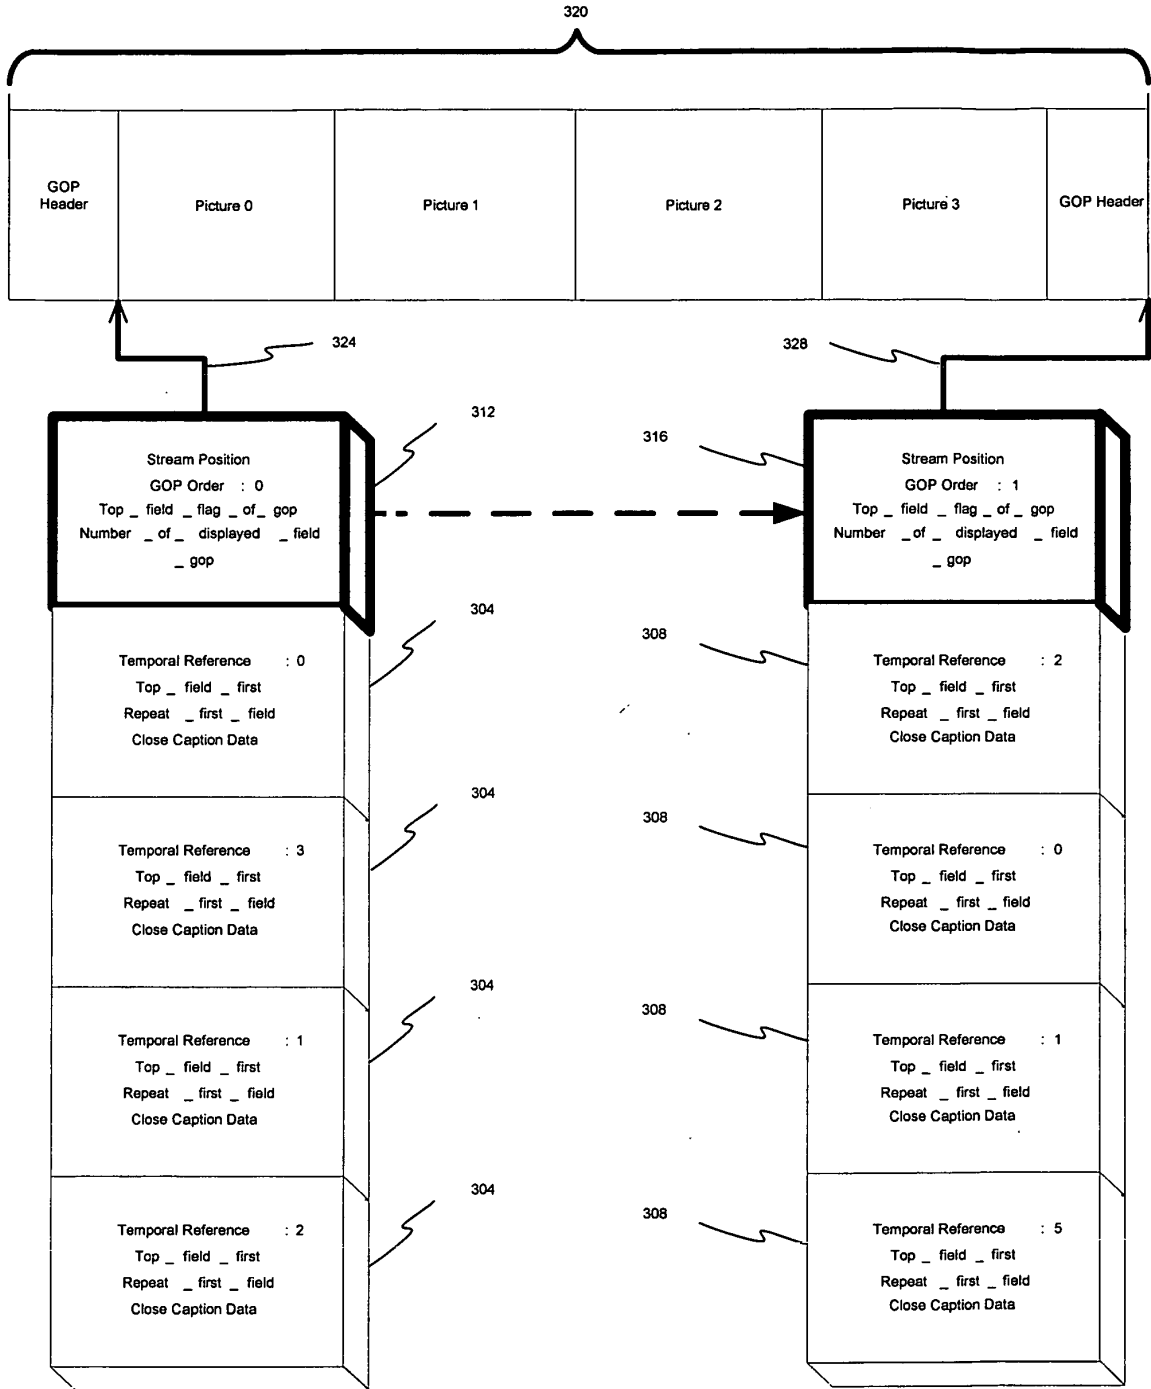 320
GOP
Header
Picture 0
Picture 1
Picture 2
Picture 3
GOP Header
324
328
312
316
Stream Position
GOP Order : 0
Top _ field _ flag _ of _ gop
Number _ of _ displayed _ field
_ gop
Stream Position
GOP Order : 1
Top _ field _ flag _ of _ gop
Number _ of _ displayed _ field
_ gop
304
Temporal Reference : 0
Top _ field _ first
Repeat _ first _ field
Close Caption Data
308
Temporal Reference : 2
Top _ field _ first
Repeat _ first _ field
Close Caption Data
304
Temporal Reference : 3
Top _ field _ first
Repeat _ first _ field
Close Caption Data
308
Temporal Reference : 0
Top _ field _ first
Repeat _ first _ field
Close Caption Data
304
Temporal Reference : 1
Top _ field _ first
Repeat _ first _ field
Close Caption Data
308
Temporal Reference : 1
Top _ field _ first
Repeat _ first _ field
Close Caption Data
304
Temporal Reference : 2
Top _ field _ first
Repeat _ first _ field
Close Caption Data
308
Temporal Reference : 5
Top _ field _ first
Repeat _ first _ field
Close Caption Data